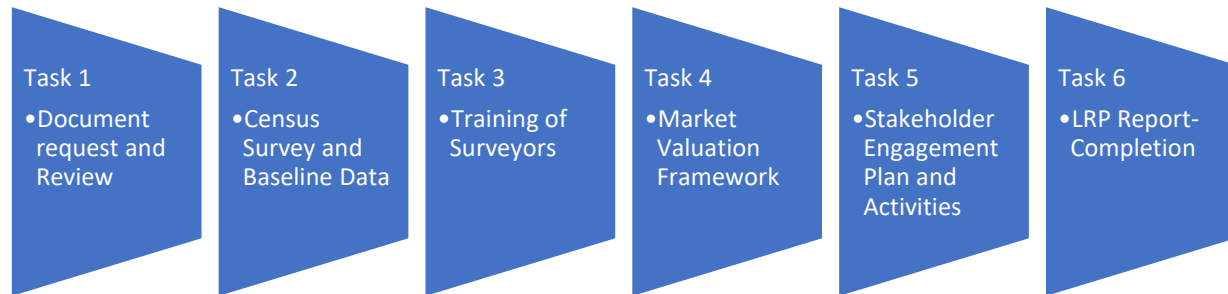 Task 1
•Document
request and
Review
Task 2
•Census
Survey and
Baseline Data
Task 3
•Training of
Surveyors
Task 4
•Market
Valuation
Framework
Task 5
•Stakeholder
Engagement
Plan and
Activities
Task 6
•LRP Report-
Completion